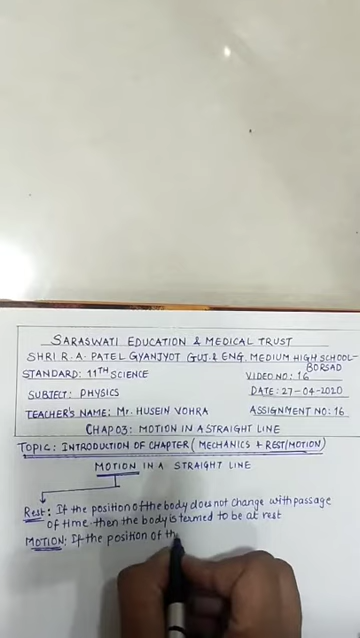 SARASWATI EDUCATION & MEDICAL TRUST
SHRI R.A. PATEL GYANJYOT GUJ & ENG. MEDIUM HIGH SCHOOL-
BORSAD
STANDARD: 11TH SCIENCE VIDEO NO: 16
SUBJECT: PHYSICS DATE: 27-04-2020
TEACHER'S NAME: Mr. HUSEIN VOHRA ASSIGNMENT NO: 16
CHAP 03: MOTION IN A STRAIGHT LINE
TOPIC: INTRODUCTION OF CHAPTER (MECHANICS + REST/MOTION)
MOTION IN A STRAIGHT LINE
Rest: If the position of the body does not change with passage
of time then the body is termed to be at rest
MOTION: If the position of th